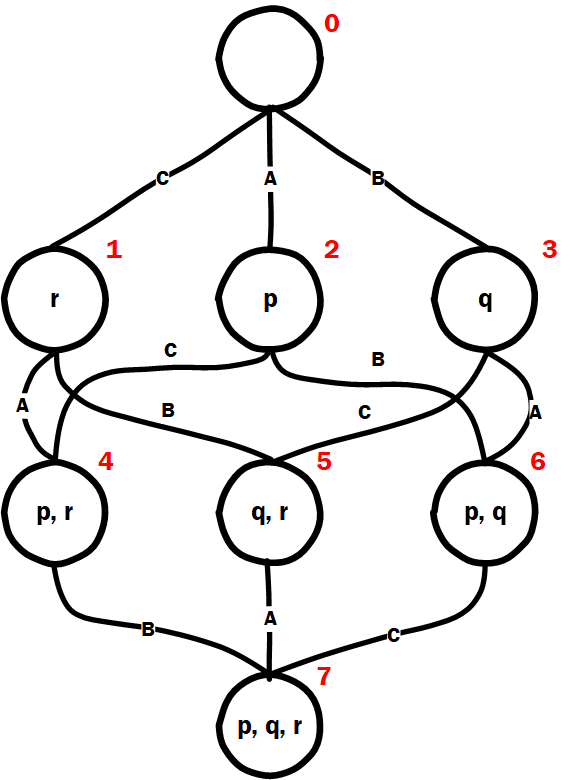 0
C A B
1 2 3
r p q
C B
A B C A
4 5 6
p, r q, r p, q
B A C
7
p, q, r